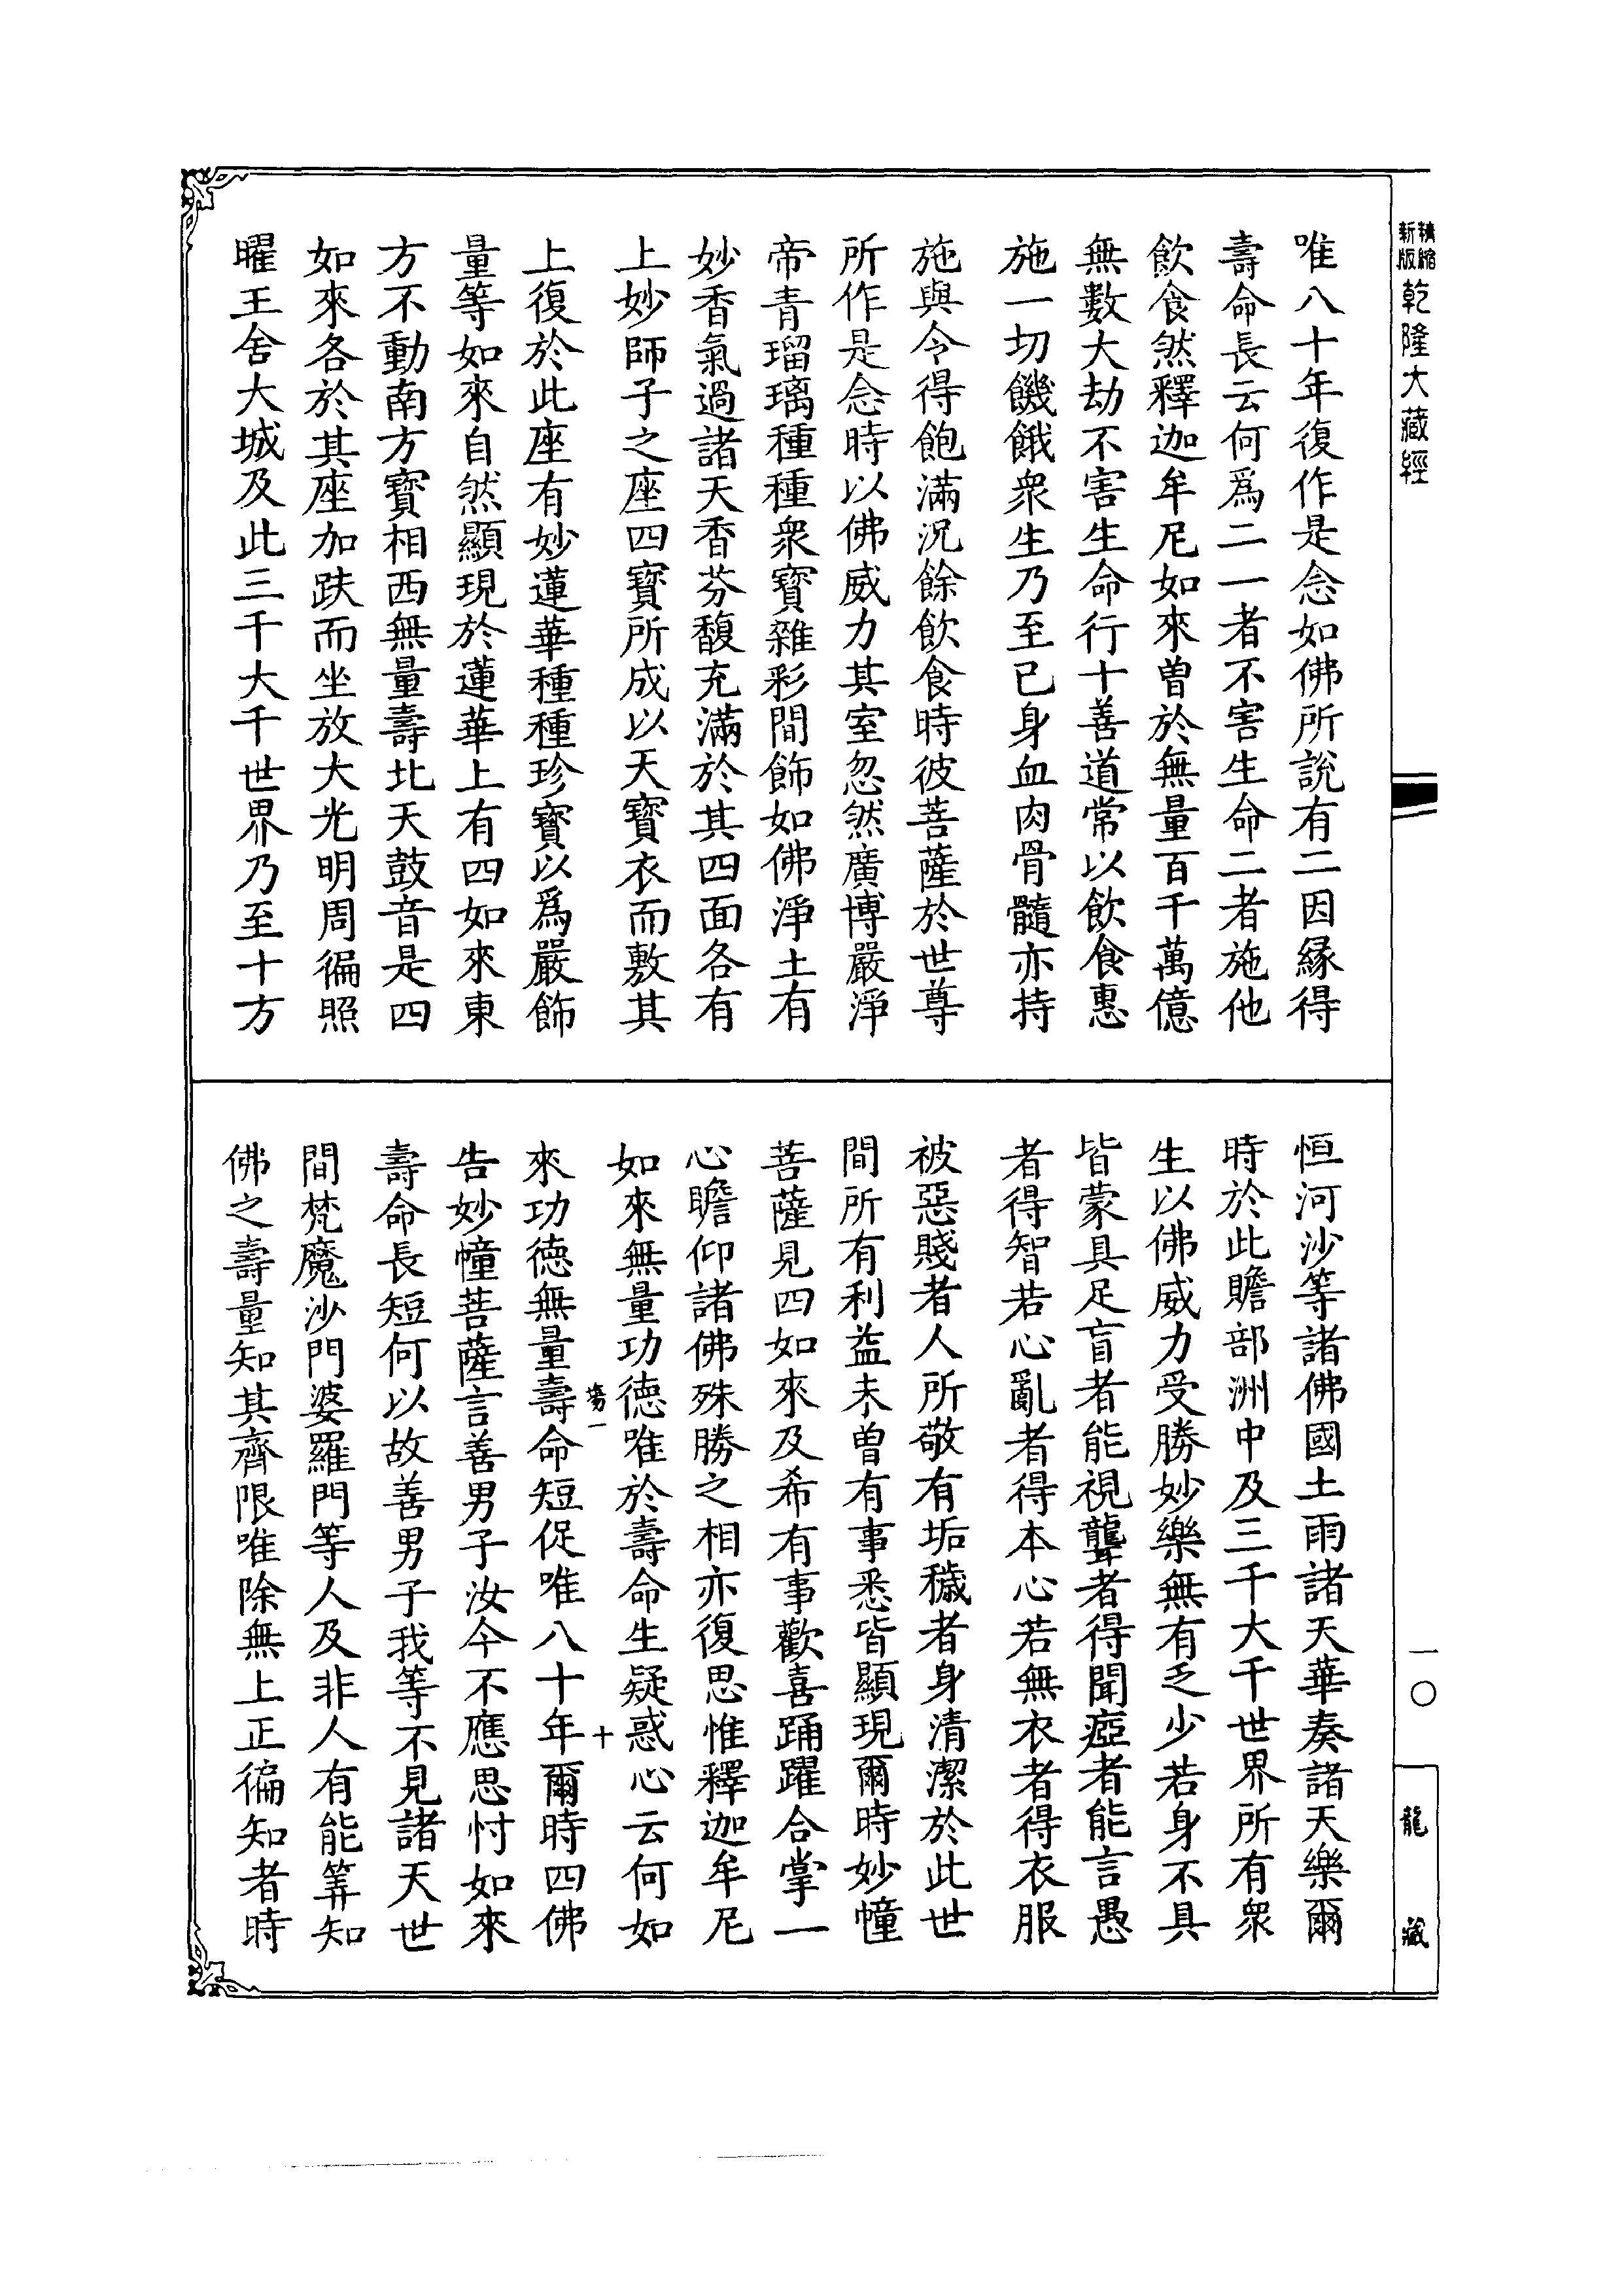 精縮新版乾隆大藏經
唯八十年復作是念如佛所說有二因緣得
壽命長云何爲二一者不害生命二者施他
飲食然釋迦牟尼如來曾於無量百千萬億
無數大劫不害生命行十善道常以飲食惠
施一切饑餓衆生乃至已身血肉骨髓亦持
施與令得飽滿況餘飲食時彼菩薩於世尊
所作是念時以佛威力其室忽然廣博嚴淨
帝青瑠璃種種衆寶雜彩間飾如佛淨土有
妙香氣過諸天香芬馥充滿於其四面各有
上妙師子之座四寶所成以天寶衣而敷其
上復於此座有妙蓮華種種珍寶以爲嚴飾
量等如來自然顯現於蓮華上有四如來東
方不動南方寶相西無量壽北天鼓音是四
如來各於其座加趺而坐放大光明周徧照
曜王舍大城及此三千大千世界乃至十方
恒河沙等諸佛國土雨諸天華奏諸天樂爾
時於此贍部洲中及三千大千世界所有衆
生以佛威力受勝妙樂無有乏少若身不具
皆蒙具足盲者能視聾者得聞瘂者能言愚
者得智若心亂者得本心若無衣者得衣服
被惡賤者人所敬有垢穢者身清潔於此世
間所有利益未曾有事悉皆顯現爾時妙幢
菩薩見四如來及希有事歡喜踊躍合掌一
心瞻仰諸佛殊勝之相亦復思惟釋迦牟尼
如來無量功德唯於壽命生疑惑心云何如
一
十
來功德無量壽命短促唯八十年爾時四佛
告妙幢菩薩言善男子汝今不應思忖如來
壽命長短何以故善男子我等不見諸天世
間梵魔沙門婆羅門等人及非人有能筭知
佛之壽量知其齊限唯除無上正徧知者時
一〇
龍藏